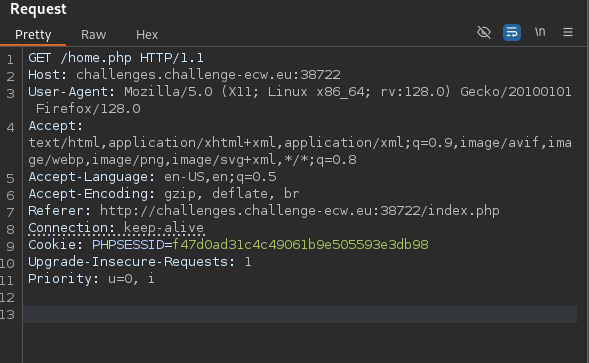 Request
Pretty Raw Hex \n
1 GET /home.php HTTP/1.1
2 Host: challenges.challenge-ecw.eu:38722
3 User-Agent: Mozilla/5.0 (X11; Linux x86_64; rv:128.0) Gecko/20100101
Firefox/128.0
4 Accept:
text/html,application/xhtml+xml,application/xml;q=0.9,image/avif,ima
ge/webp,image/png,image/svg+xml,*/*;q=0.8
5 Accept-Language: en-US,en;q=0.5
6 Accept-Encoding: gzip, deflate, br
7 Referer: http://challenges.challenge-ecw.eu:38722/index.php
8 Connection: keep-alive
9 Cookie: PHPSESSID=f47d0ad31c4c49061b9e505593e3db98
10 Upgrade-Insecure-Requests: 1
11 Priority: u=0, i
12
13